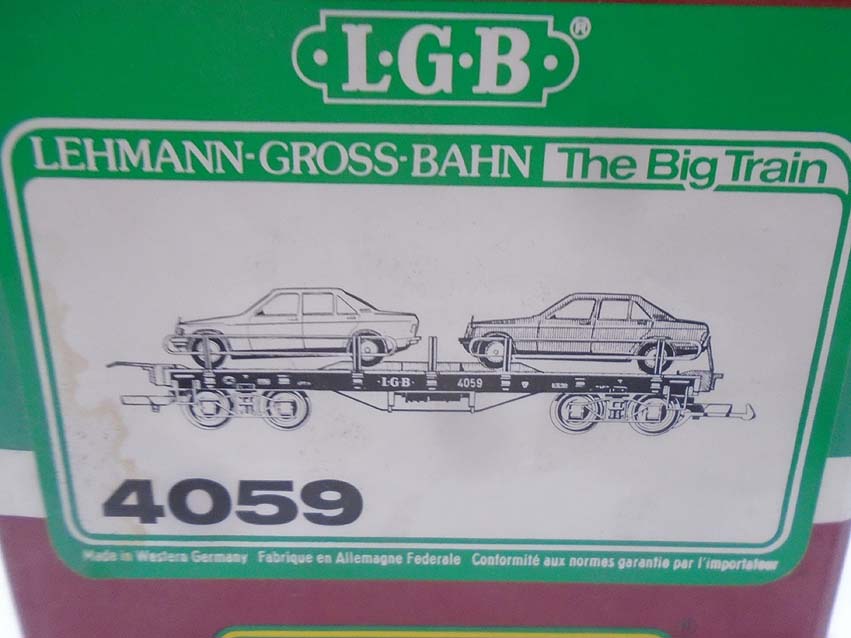 L·G·B®
LEHMANN-GROSS-BAHN The Big Train
L·G·B 4059
4059
Made in Western Germany Fabrique en Allemagne Federale Conformité aux normes garantie par l'importateur